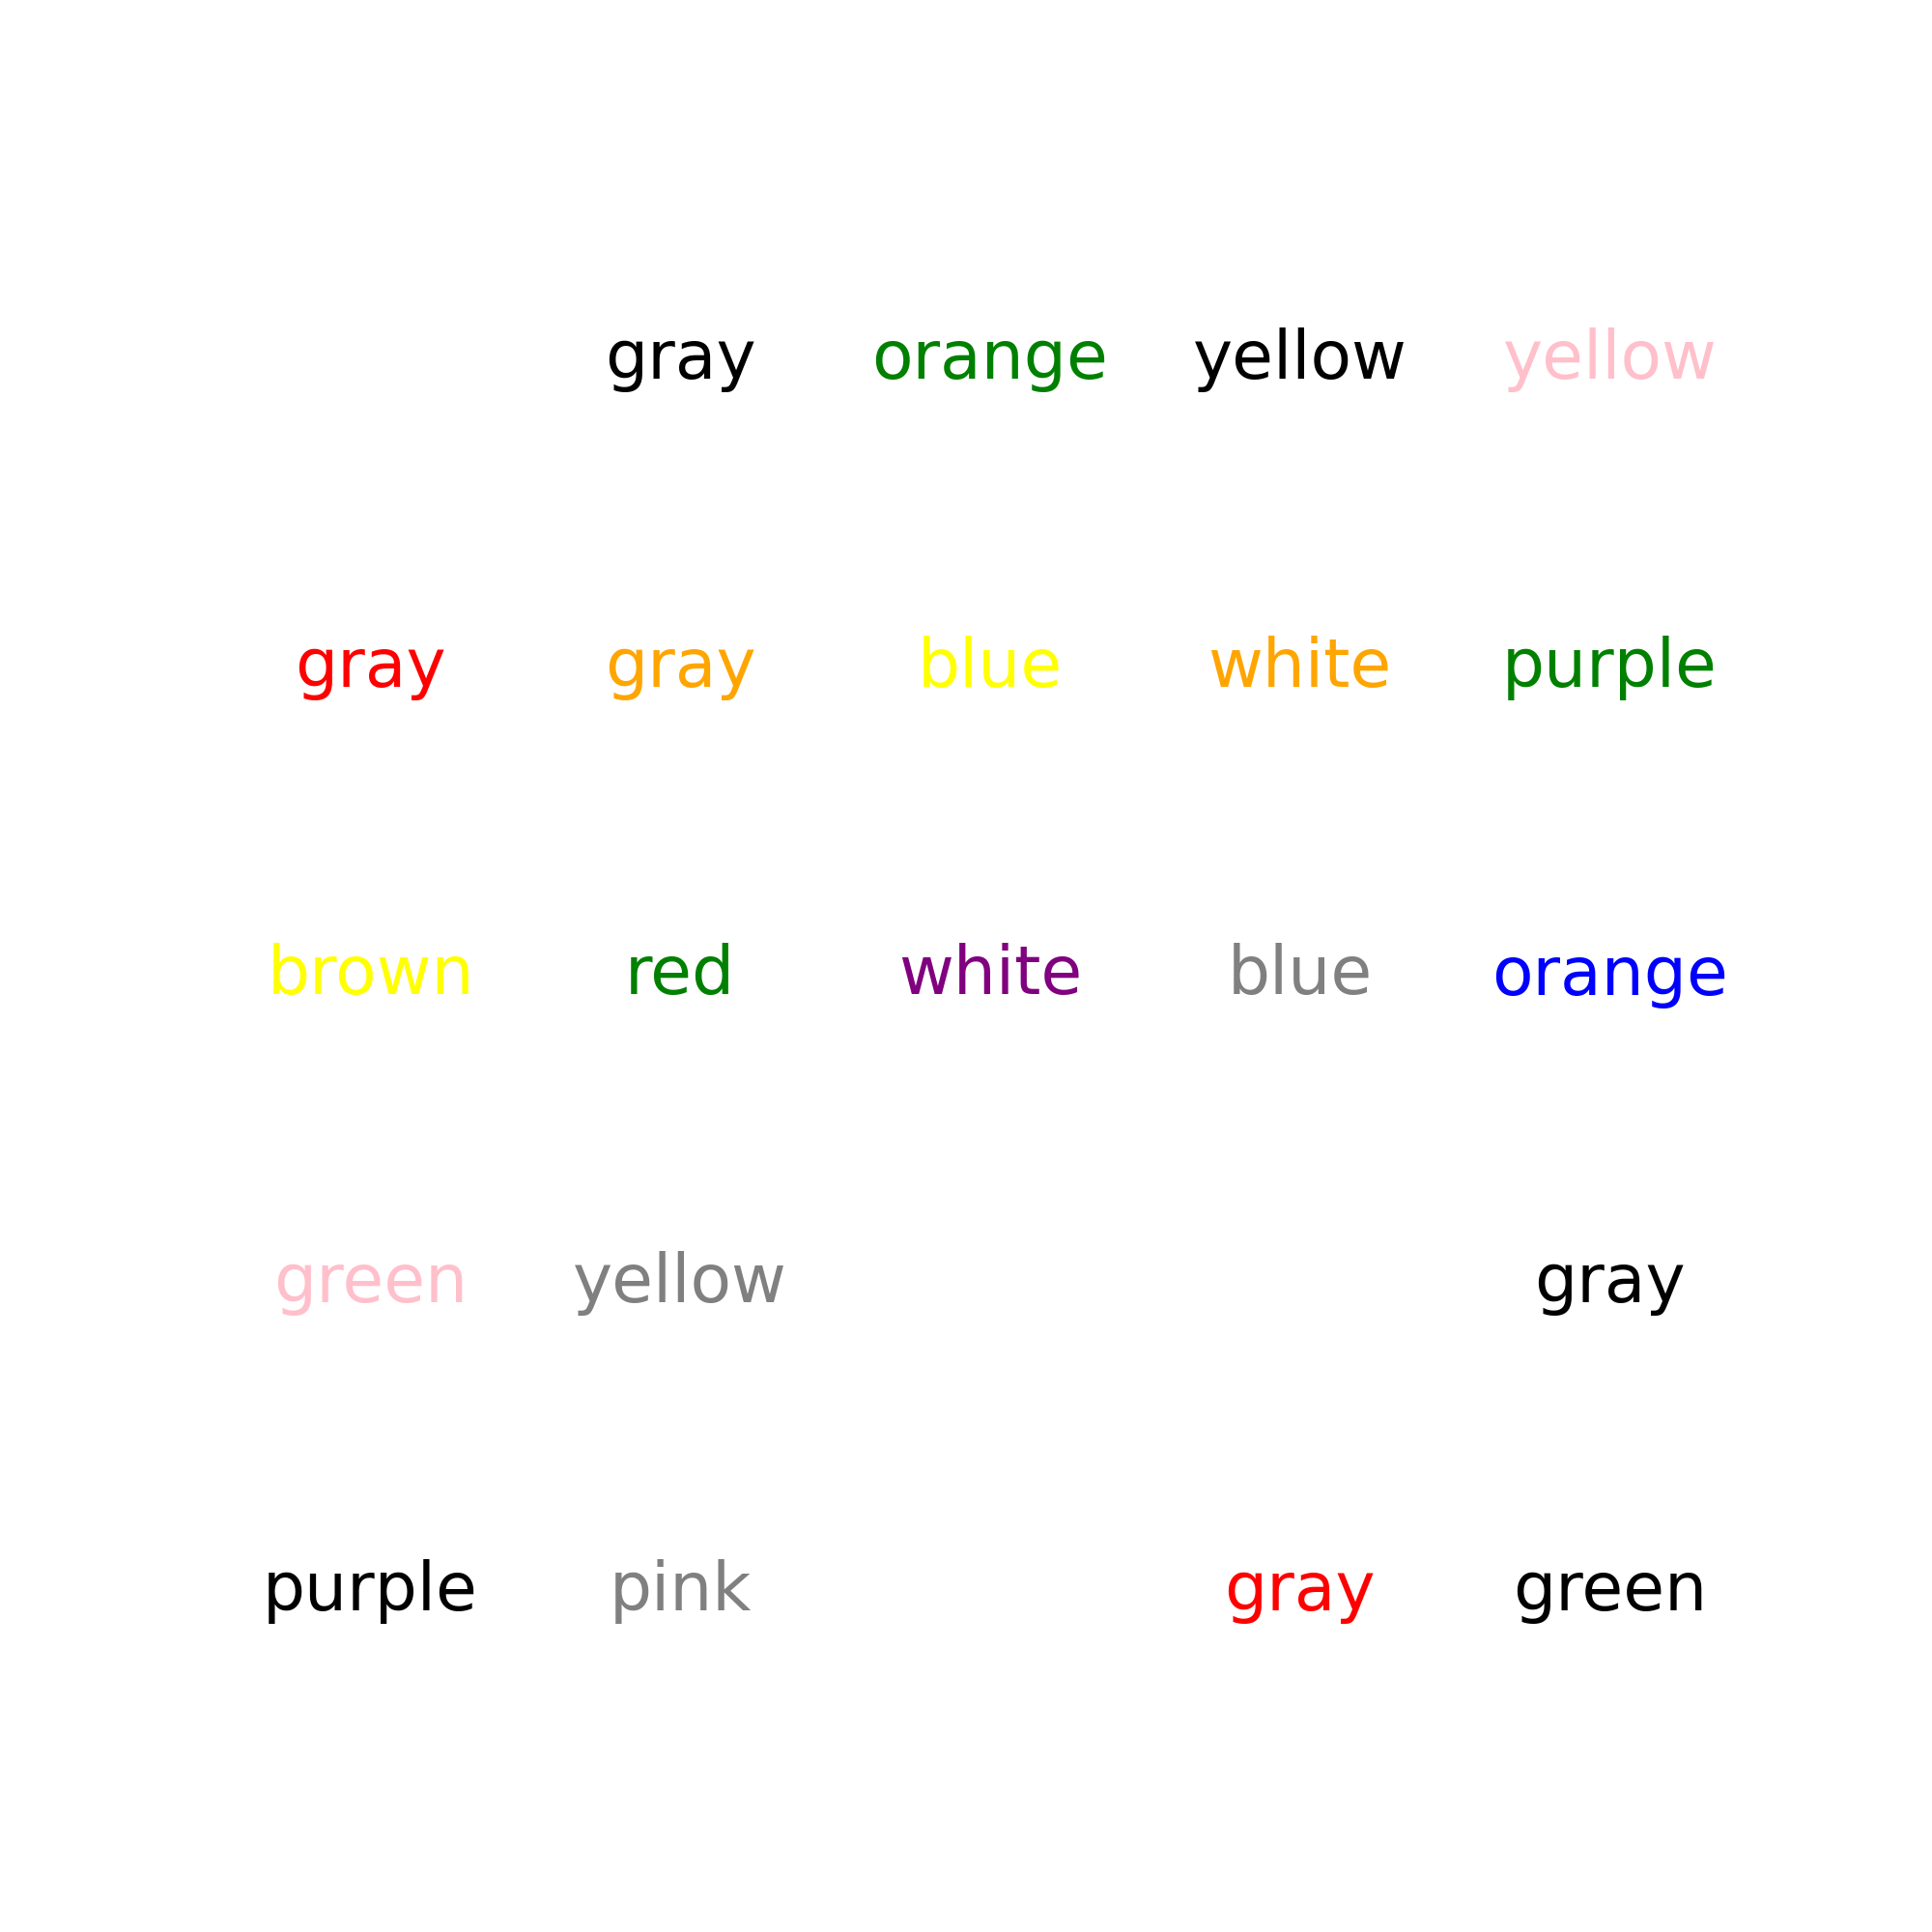 gray orange yellow yellow
gray gray blue white purple
brown red white blue orange
green yellow gray
purple pink gray green